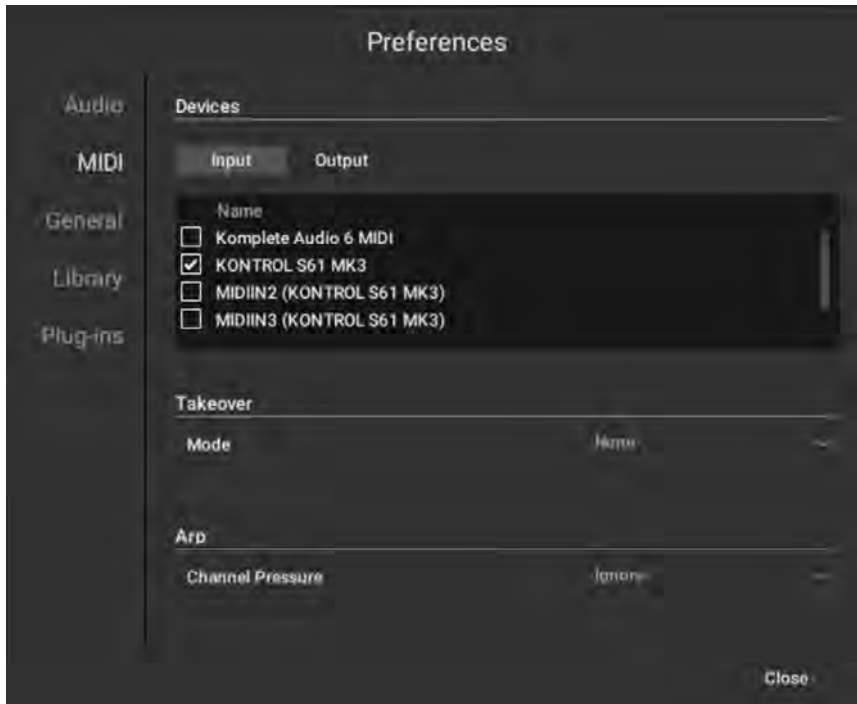 Preferences
Audio
MIDI
General
Library
Plug-ins
Devices
Input Output
Name
Komplete Audio 6 MIDI
KONTROL S61 MK3
MIDIIN2 (KONTROL S61 MK3)
MIDIIN3 (KONTROL S61 MK3)
Takeover
Mode None
Arp
Channel Pressure Ignore
Close